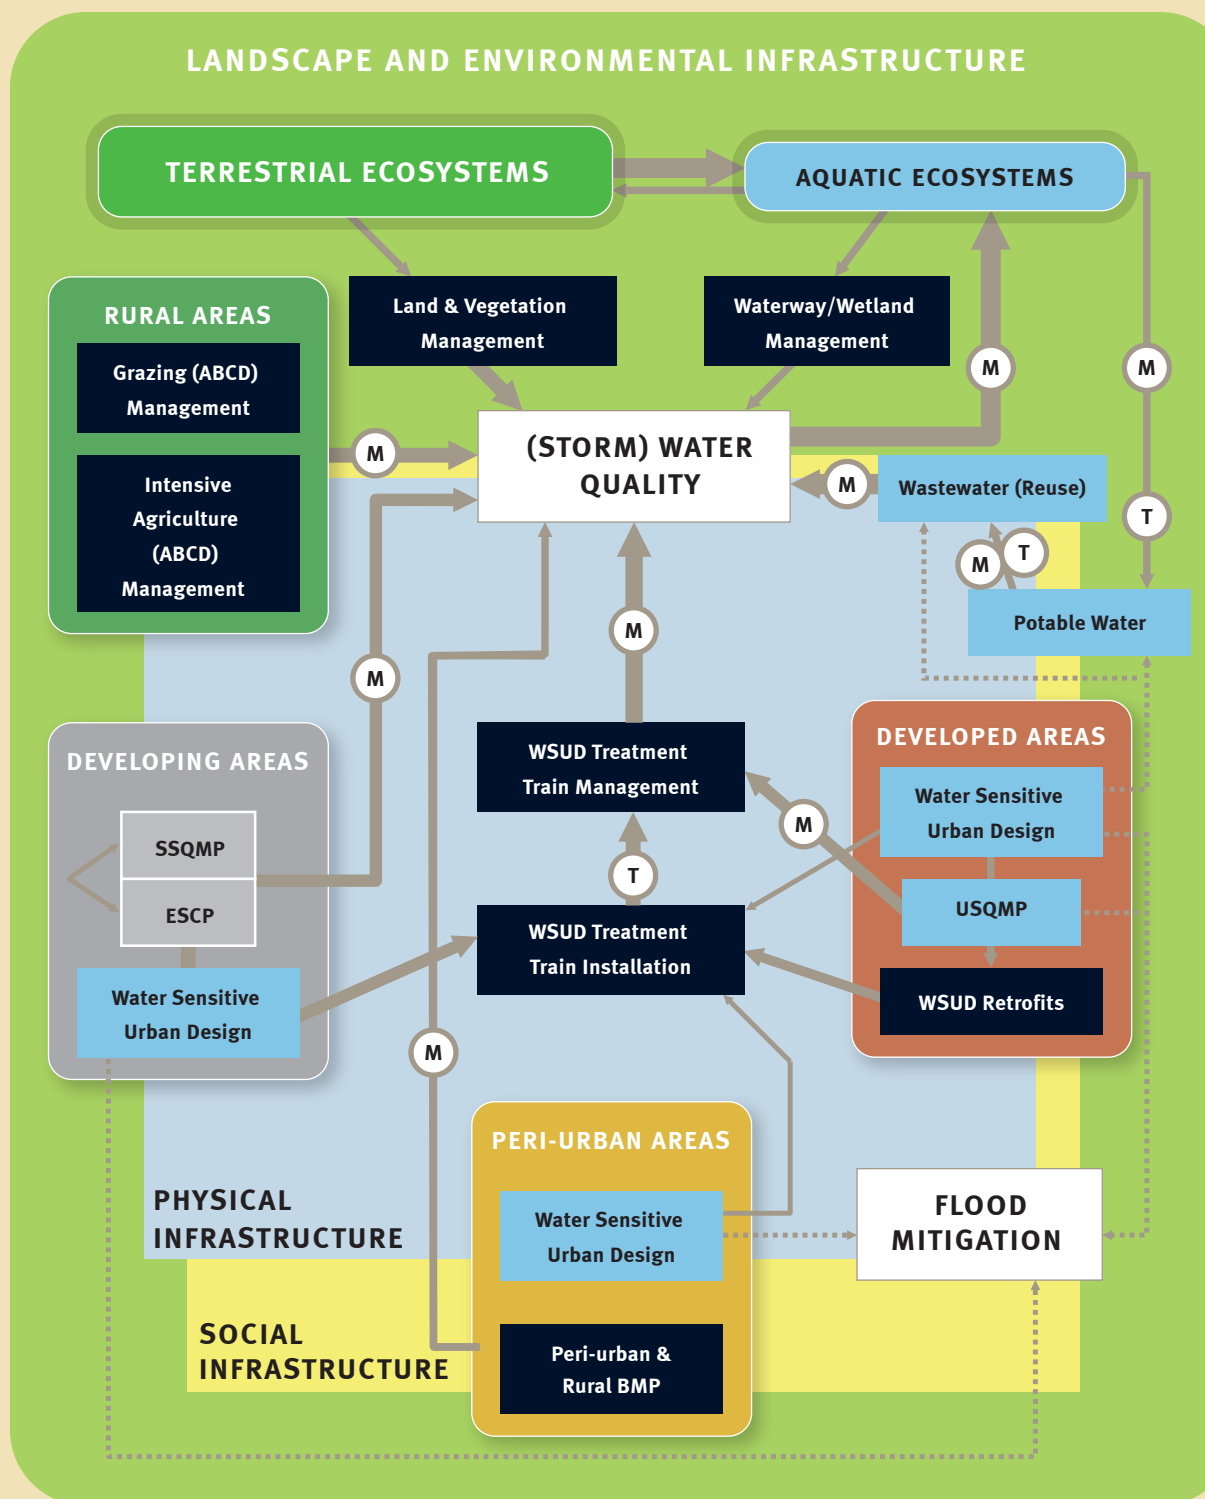 LANDSCAPE AND ENVIRONMENTAL INFRASTRUCTURE
TERRESTRIAL ECOSYSTEMS
AQUATIC ECOSYSTEMS
RURAL AREAS
Grazing (ABCD)
Management
Intensive
Agriculture
(ABCD)
Management
Land & Vegetation
Management
Waterway/Wetland
Management
M
M
(STORM) WATER
QUALITY
M
M
Wastewater (Reuse)
T
M
T
Potable Water
M
M
DEVELOPING AREAS
SSQMP
ESCP
Water Sensitive
Urban Design
WSUD Treatment
Train Management
M
T
WSUD Treatment
Train Installation
DEVELOPED AREAS
Water Sensitive
Urban Design
USQMP
WSUD Retrofits
M
PERI-URBAN AREAS
Water Sensitive
Urban Design
Peri-urban &
Rural BMP
FLOOD
MITIGATION
PHYSICAL
INFRASTRUCTURE
SOCIAL
INFRASTRUCTURE